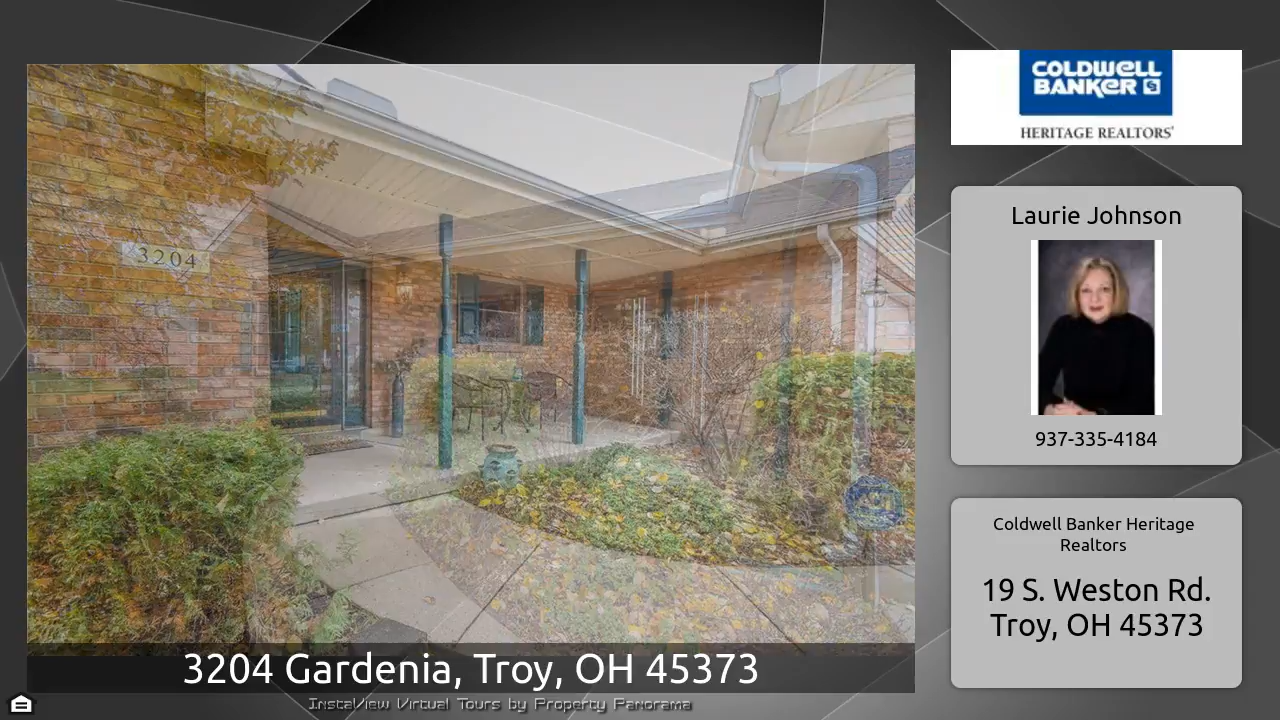 3204
3204 Gardenia, Troy, OH 45373
InstaView Virtual Tours by Property Panorama
COLDWELL
BANKER
HERITAGE REALTORS'
Laurie Johnson
937-335-4184
Coldwell Banker Heritage
Realtors
19 S. Weston Rd.
Troy, OH 45373